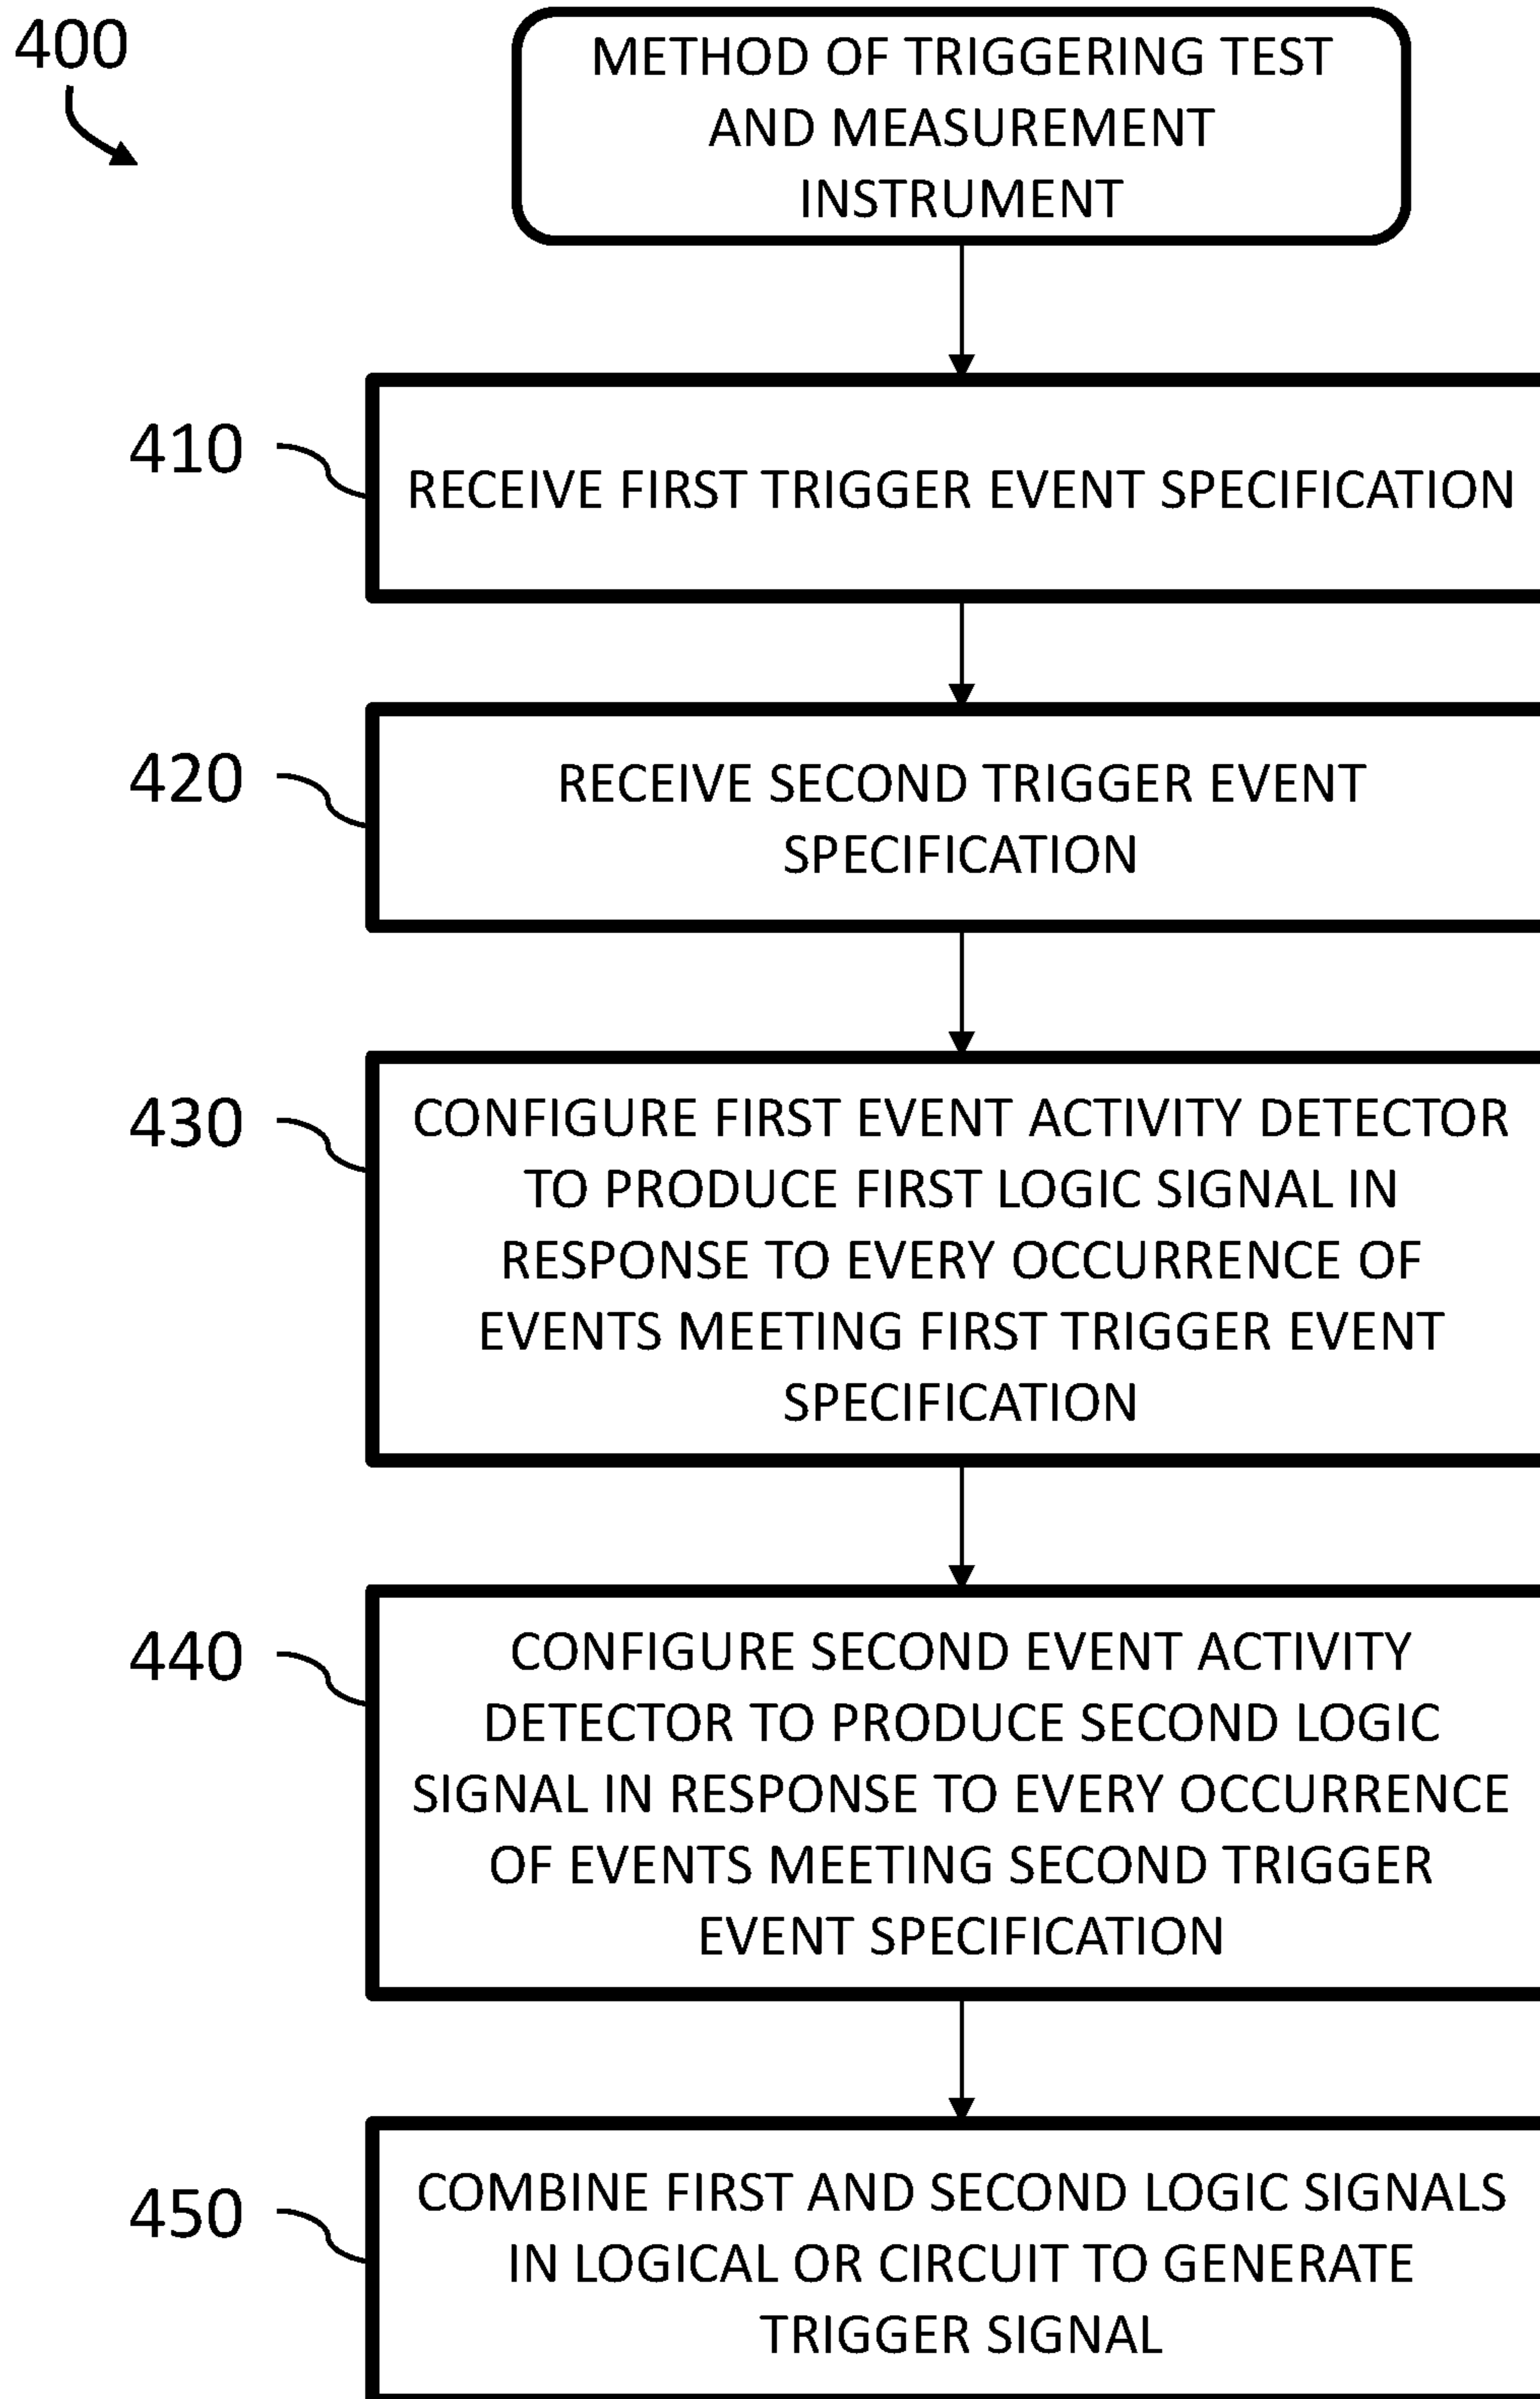 400
METHOD OF TRIGGERING TEST
AND MEASUREMENT
INSTRUMENT
410
RECEIVE FIRST TRIGGER EVENT SPECIFICATION
420
RECEIVE SECOND TRIGGER EVENT
SPECIFICATION
430
CONFIGURE FIRST EVENT ACTIVITY DETECTOR
TO PRODUCE FIRST LOGIC SIGNAL IN
RESPONSE TO EVERY OCCURRENCE OF
EVENTS MEETING FIRST TRIGGER EVENT
SPECIFICATION
440
CONFIGURE SECOND EVENT ACTIVITY
DETECTOR TO PRODUCE SECOND LOGIC
SIGNAL IN RESPONSE TO EVERY OCCURRENCE
OF EVENTS MEETING SECOND TRIGGER
EVENT SPECIFICATION
450
COMBINE FIRST AND SECOND LOGIC SIGNALS
IN LOGICAL OR CIRCUIT TO GENERATE
TRIGGER SIGNAL